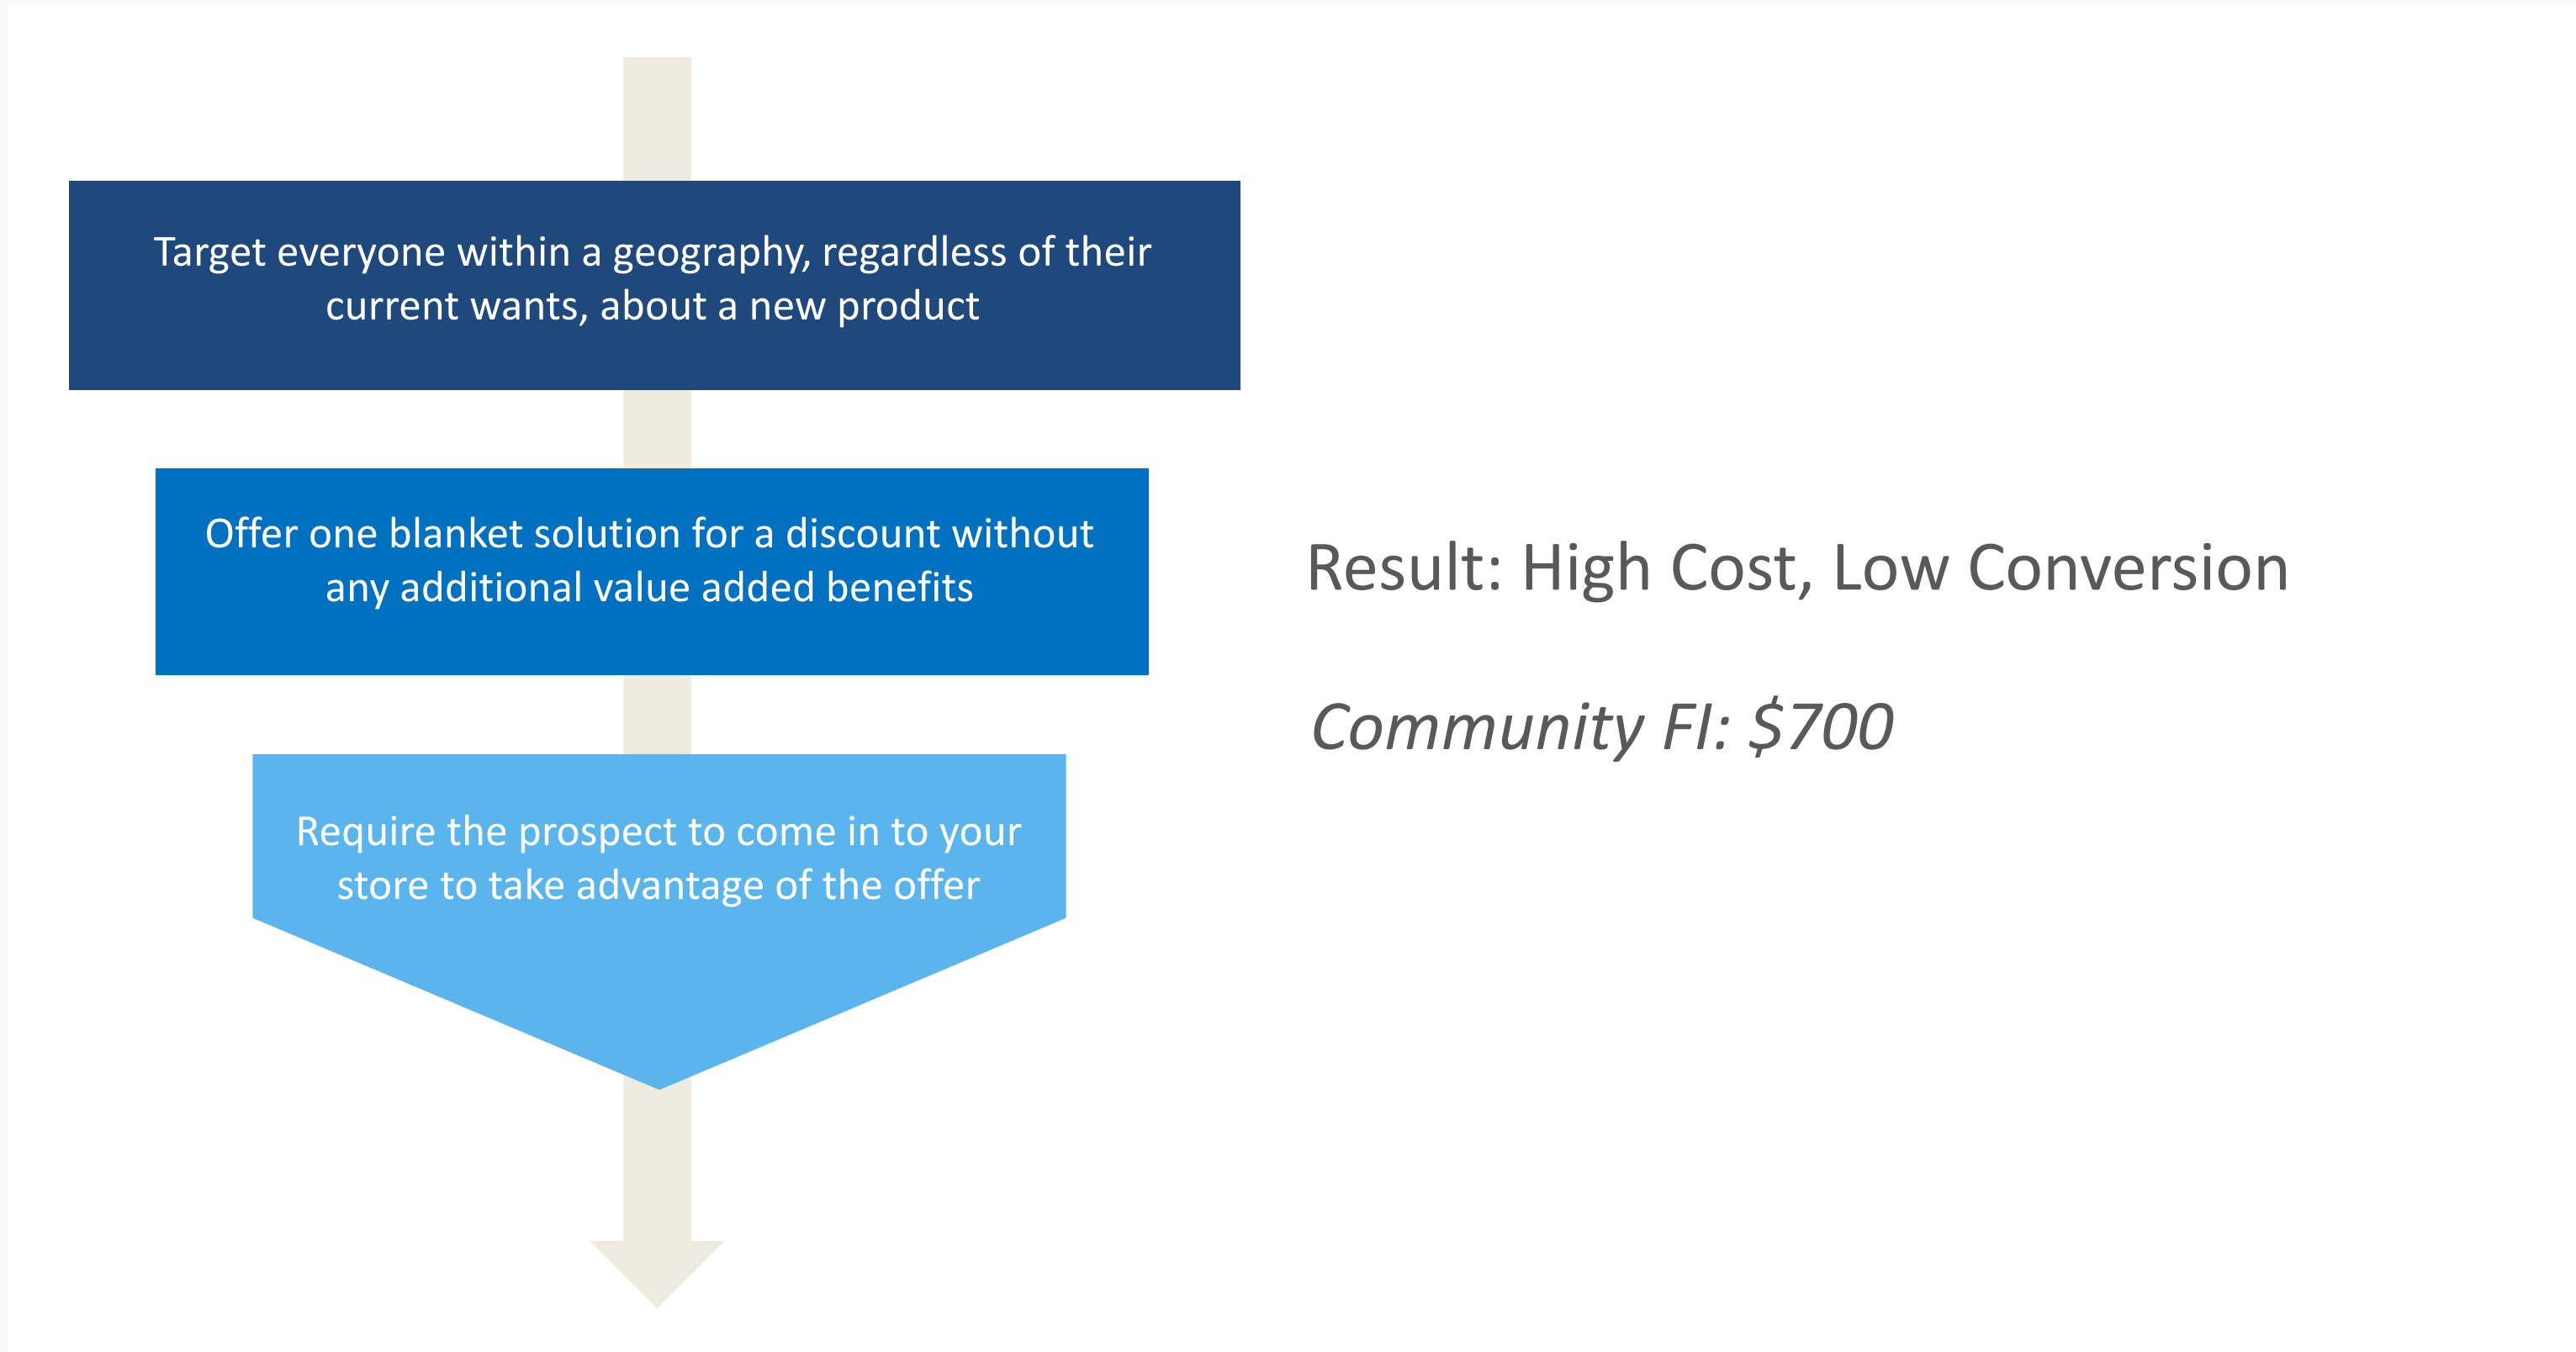 Target everyone within a geography, regardless of their
current wants, about a new product
Offer one blanket solution for a discount without
any additional value added benefits
Require the prospect to come in to your
store to take advantage of the offer
Result: High Cost, Low Conversion
Community FI: $700